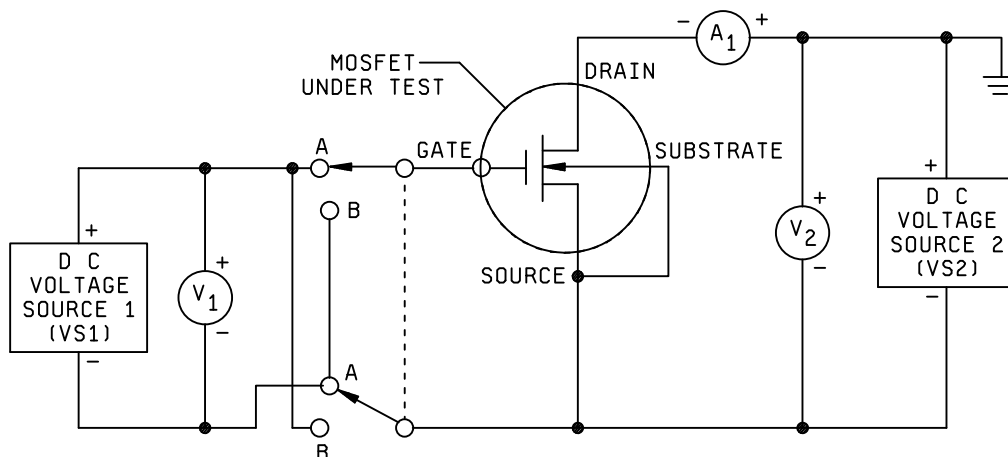 - A1 +
MOSFET
UNDER TEST
DRAIN
A
GATE
SUBSTRATE
+
D C
VOLTAGE
SOURCE 2
(VS2)
-
B
+
V2
-
+
D C
VOLTAGE
SOURCE 1
(VS1)
-
+
V1
-
SOURCE
A
B